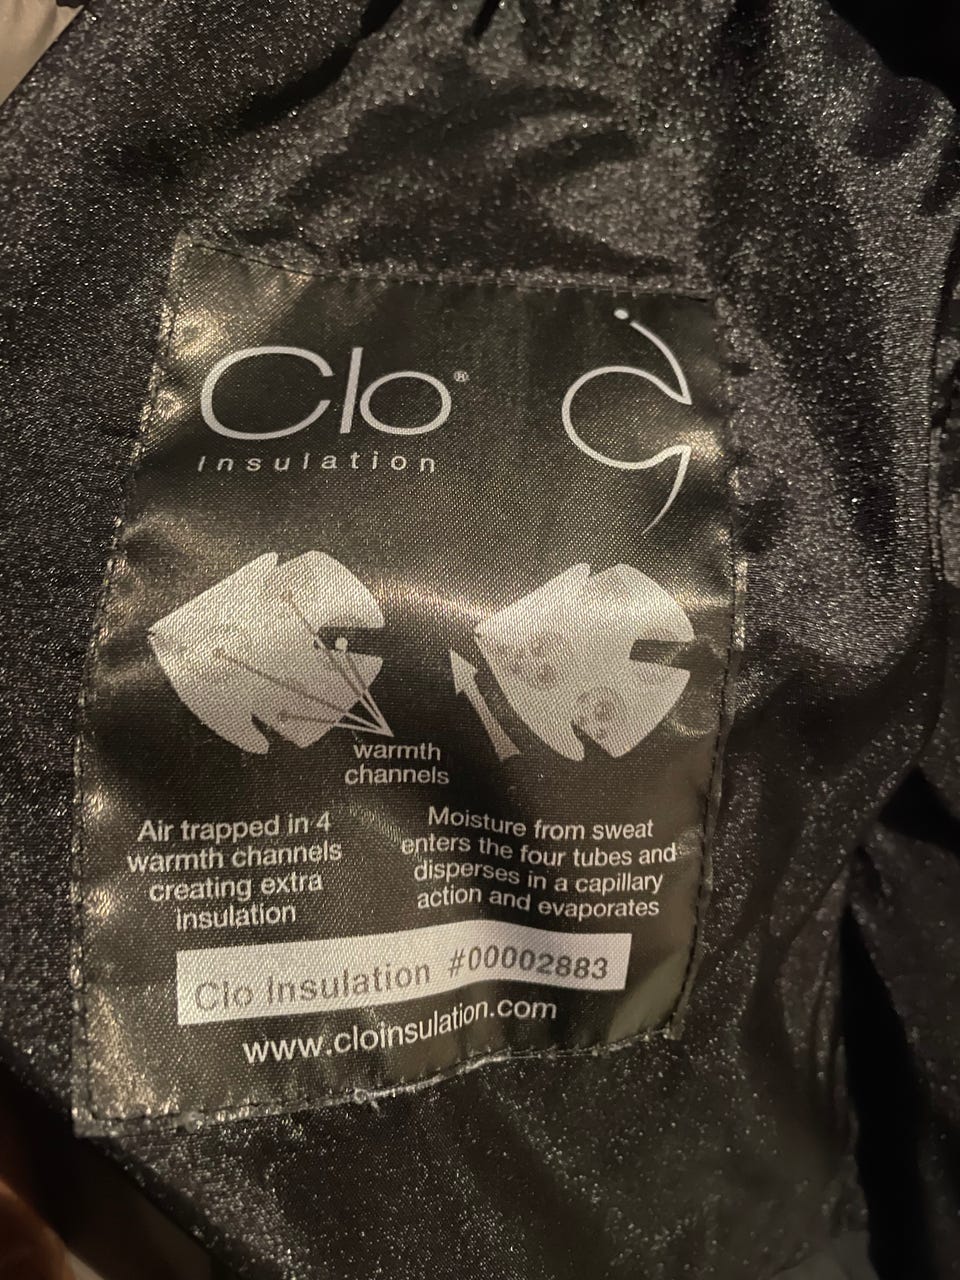 Clo®
Insulation
warmth
channels
Air trapped in 4
warmth channels
creating extra
insulation
Moisture from sweat
enters the four tubes and
disperses in a capillary
action and evaporates
Clo Insulation #00002883
www.cloinsulation.com